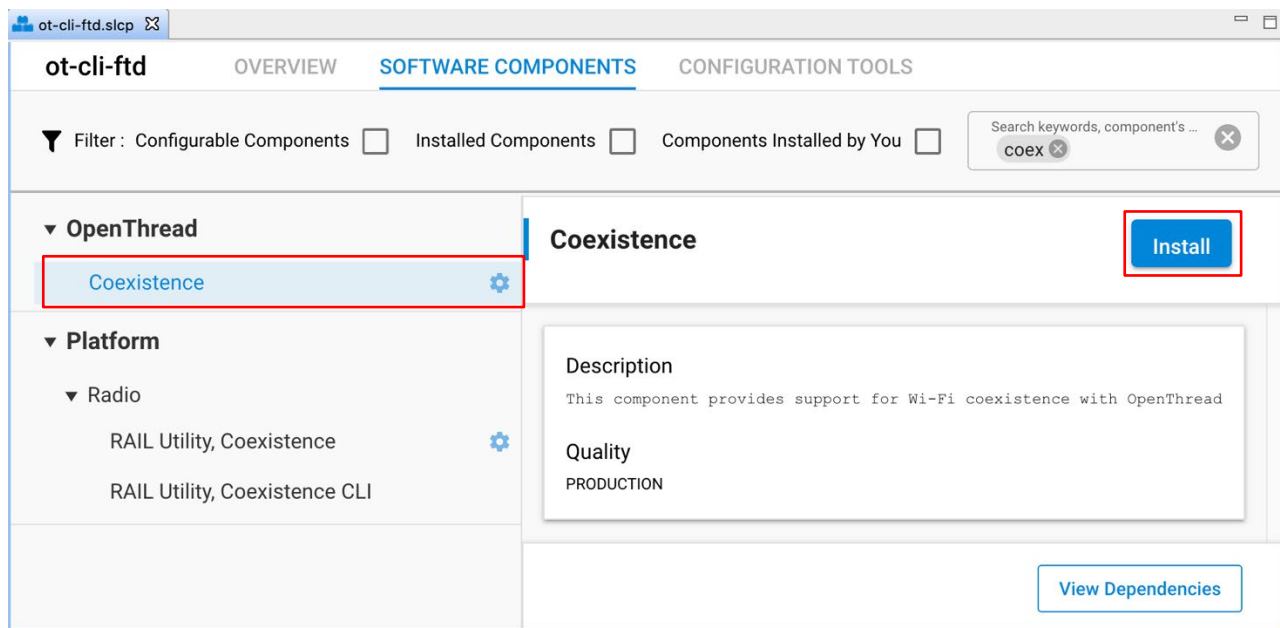 ot-cli-ftd.slcp
ot-cli-ftd OVERVIEW SOFTWARE COMPONENTS CONFIGURATION TOOLS
Filter : Configurable Components Installed Components Components Installed by You
Search keywords, component's ...
coex
OpenThread
Coexistence
Platform
Radio
RAIL Utility, Coexistence
RAIL Utility, Coexistence CLI
Coexistence
Install
Description
This component provides support for Wi-Fi coexistence with OpenThread
Quality
PRODUCTION
View Dependencies